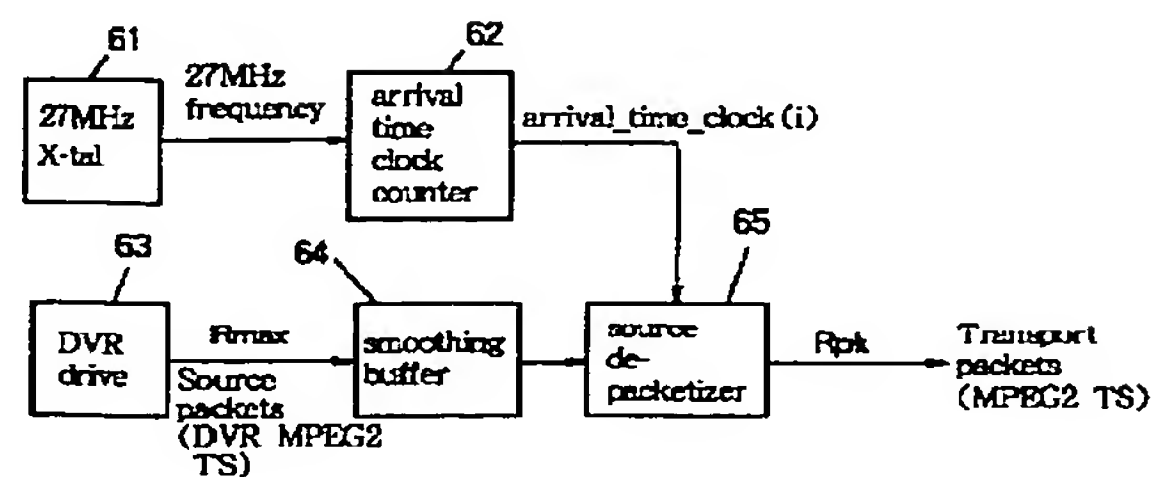 61
62
27MHz
frequency
27MHz
X-tal
arrival
time
clock
counter
arrival_time_clock(i)
63
64
65
DVR
drive
Rmax
Source
packets
(DVR MPEG2
TS)
smoothing
buffer
source
de-
packetizer
Rpk
Transport
packets
(MPEG2 TS)